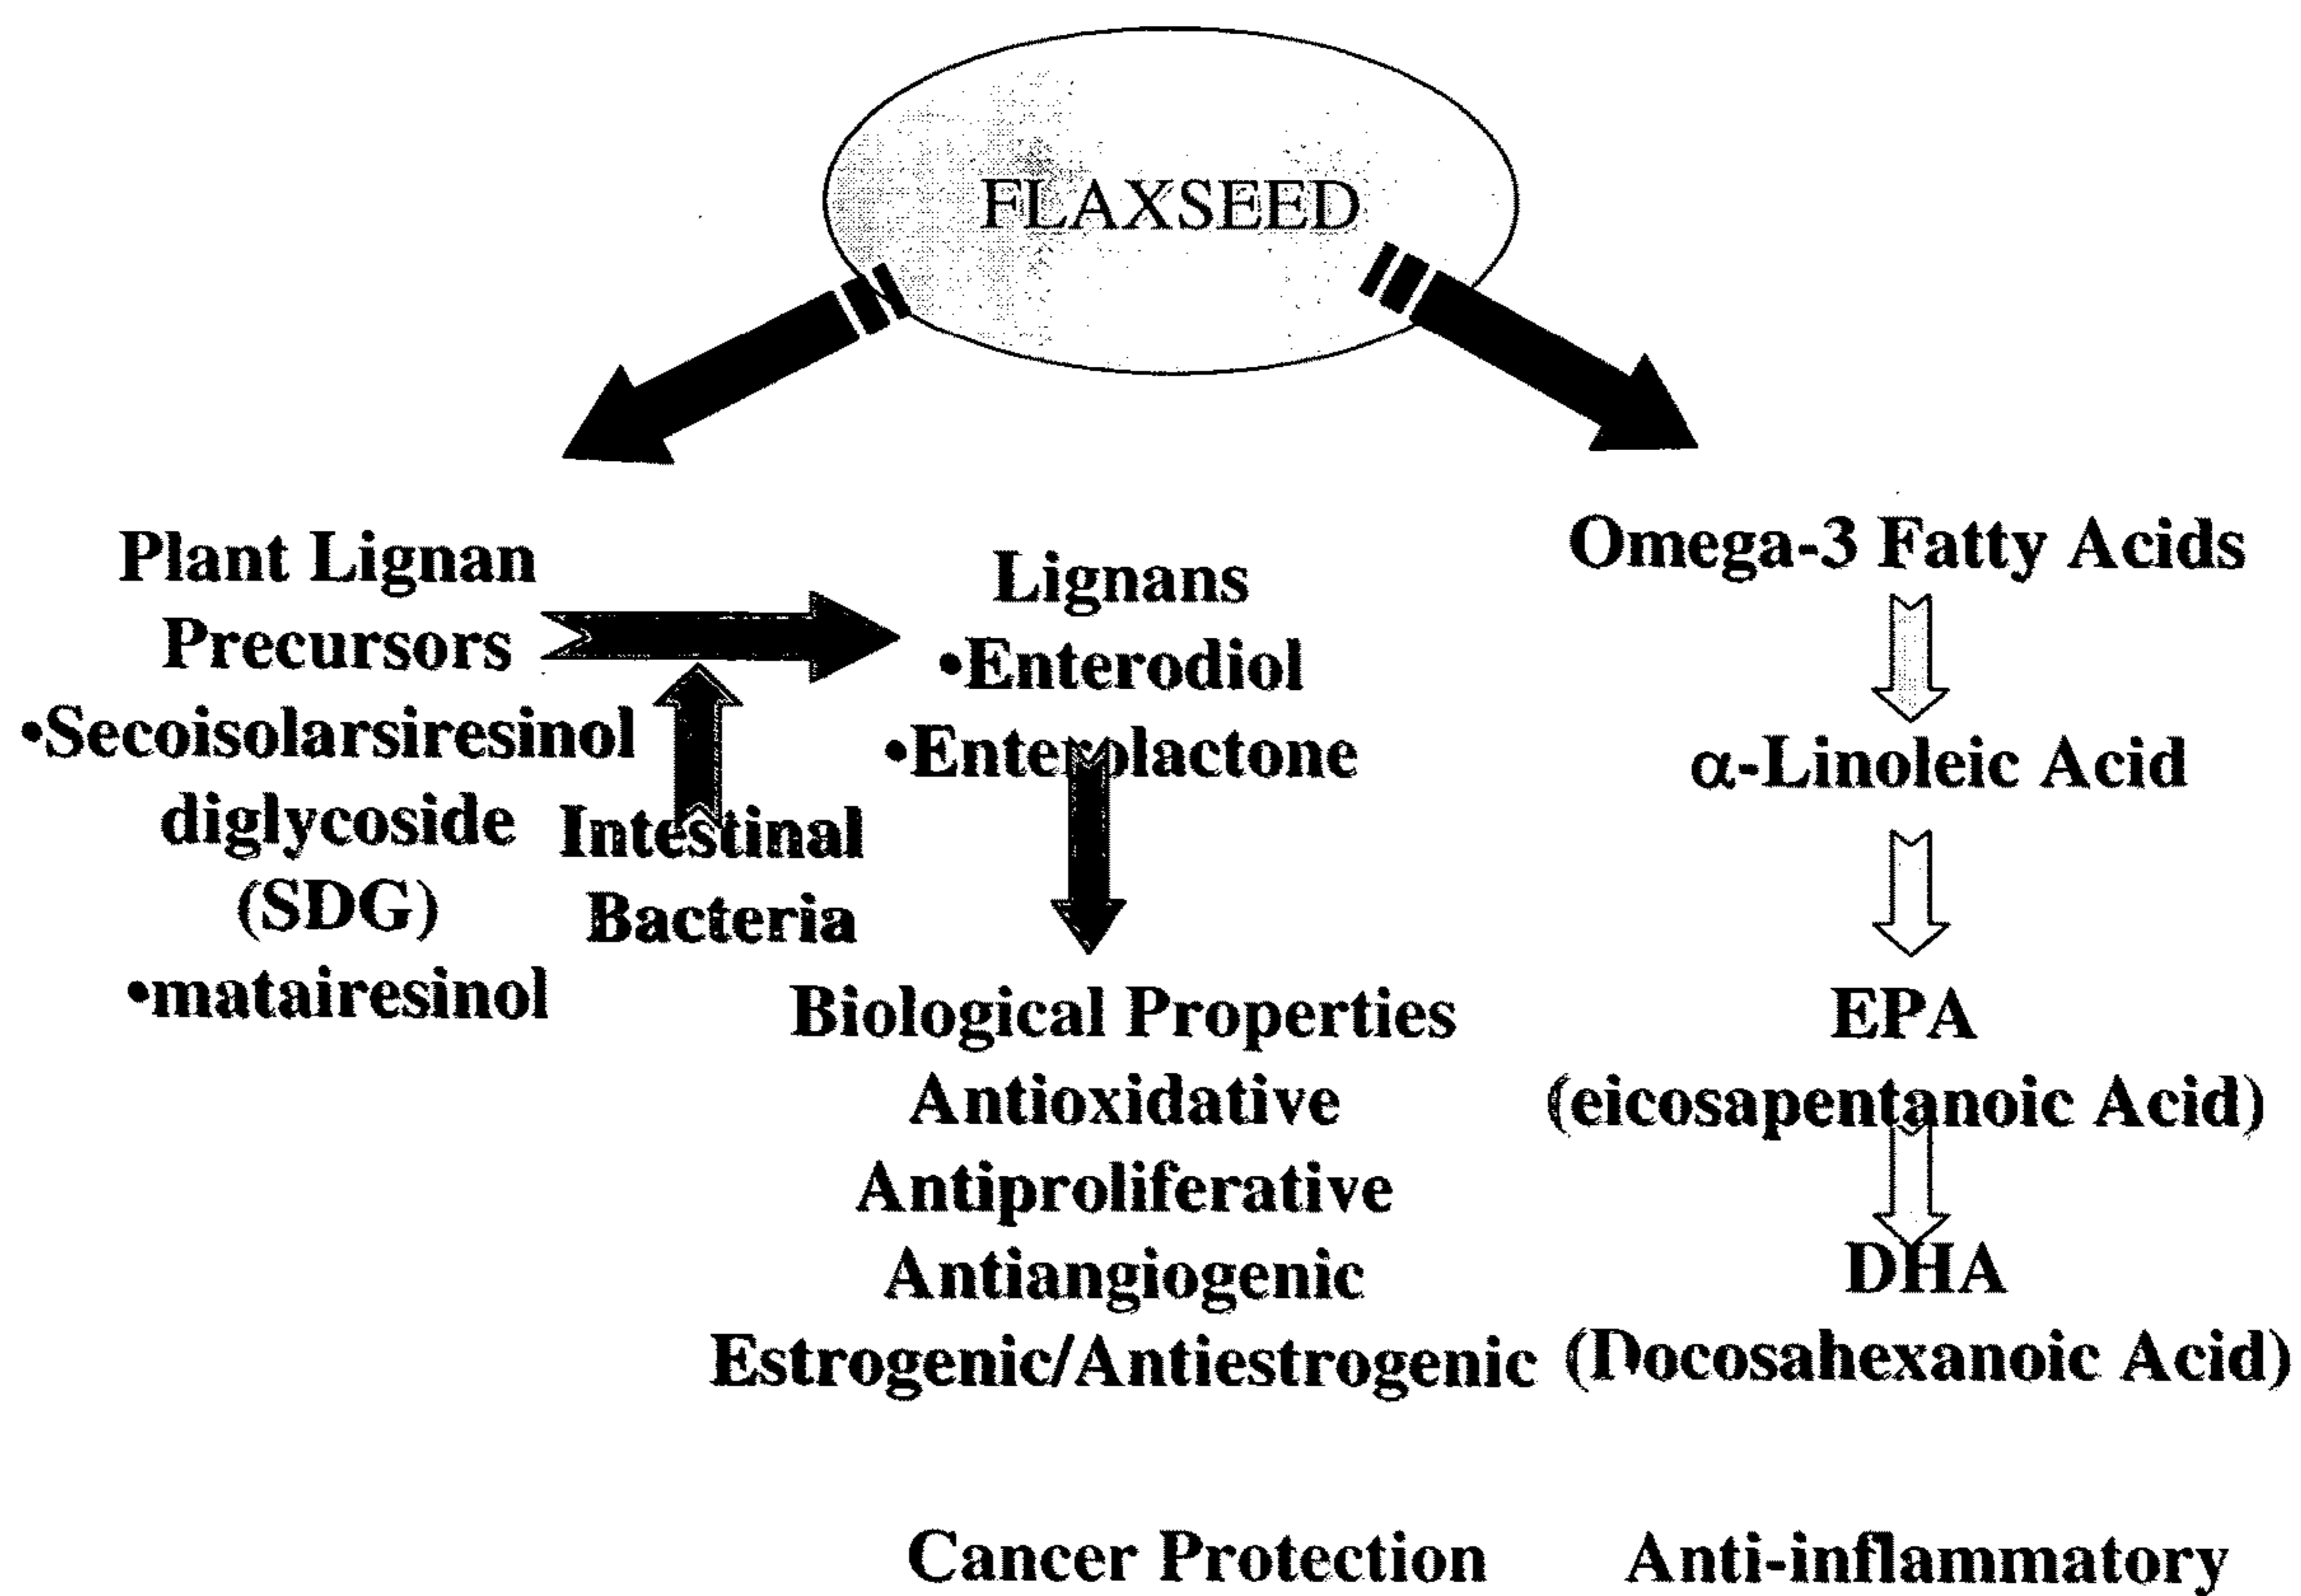 FLAXSEED
Plant Lignan
Precursors
•Secoisolarsiresinol
diglycoside
(SDG)
•matairesinol
Intestinal
Bacteria
Lignans
•Enterodiol
•Enterolactone
Biological Properties
Antioxidative
Antiproliferative
Antiangiogenic
Estrogenic/Antiestrogenic
Cancer Protection
Omega-3 Fatty Acids
α-Linoleic Acid
EPA
(eicosapentanoic Acid)
DHA
(Docosahexanoic Acid)
Anti-inflammatory